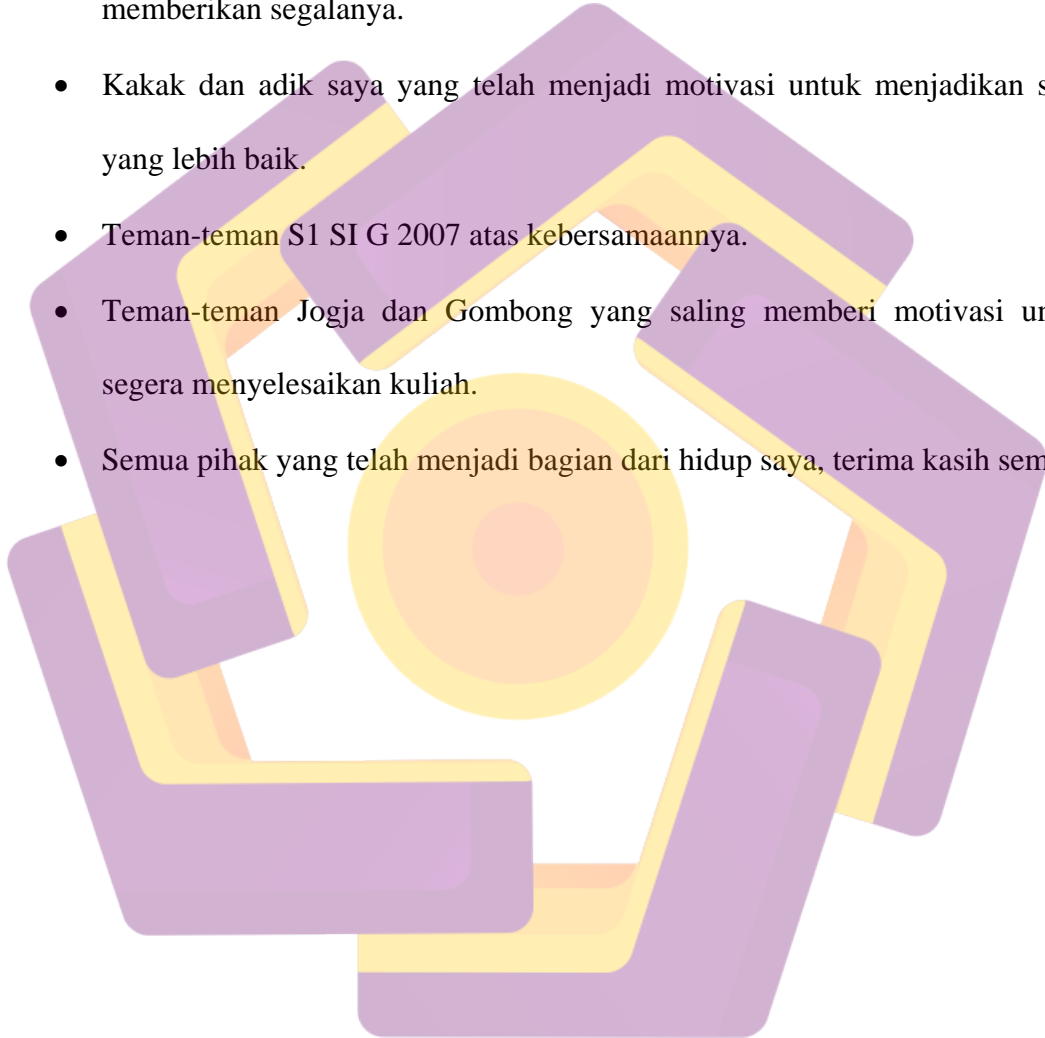 memberikan segalanya.
• Kakak dan adik saya yang telah menjadi motivasi untuk menjadikan
yang lebih baik.
• Teman-teman S1 SI G 2007 atas kebersamaannya.
• Teman-teman Jogja dan Gombong yang saling memberi motivasi
segera menyelesaikan kuliah.
• Semua pihak yang telah menjadi bagian dari hidup saya, terima kasih